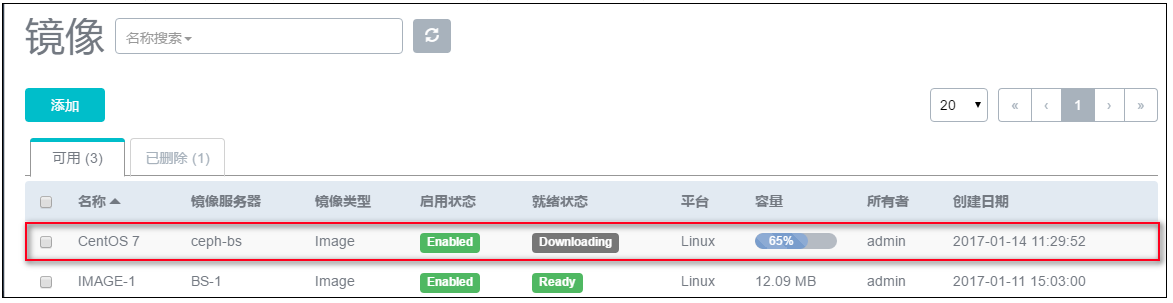 镜像 名称搜索
添加 20 « ‹ 1 › »
可用 (3) 已删除 (1)
名称 镜像服务器 镜像类型 启用状态 就绪状态 平台 容量 所有者 创建日期
CentOS 7 ceph-bs Image Enabled Downloading Linux 65% admin 2017-01-14 11:29:52
IMAGE-1 BS-1 Image Enabled Ready Linux 12.09 MB admin 2017-01-11 15:03:00